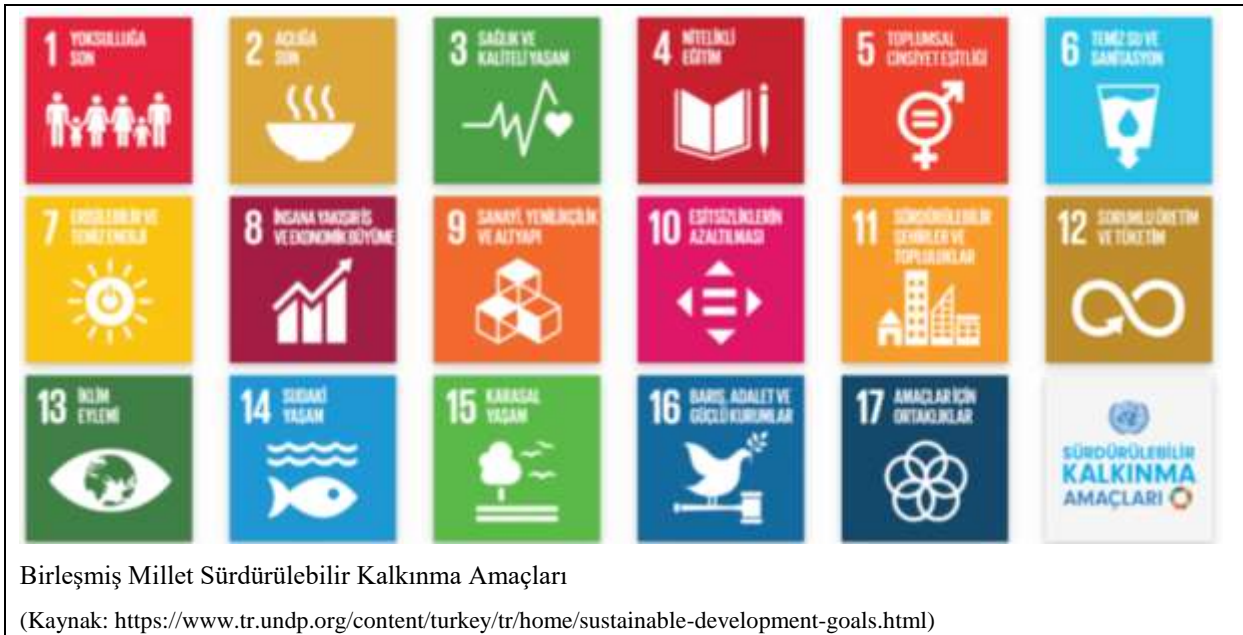 1 YOKSULLUĞA
SON
2 AÇLIĞA
SON
3 SAĞLIK VE
KALİTELİ YAŞAM
4 NİTELİKLİ
EĞİTİM
5 TOPLUMSAL
CİNSİYET EŞİTLİĞİ
6 TEMİZ SU VE
SANİTASYON
7 ERİŞİLEBİLİR VE
TEMİZ ENERJİ
8 İNSANA YAKIŞIR İŞ
VE EKONOMİK BÜYÜME
9 SANAYİ, YENİLİKÇİLİK
VE ALTYAPI
10 EŞİTSİZLİKLERİN
AZALTILMASI
11 SÜRDÜRÜLEBİLİR
ŞEHİRLER VE
TOPLULUKLAR
12 SORUMLU ÜRETİM
VE TÜKETİM
13 İKLİM
EYLEMİ
14 SUDAKİ
YAŞAM
15 KARASAL
YAŞAM
16 BARIŞ, ADALET VE
GÜÇLÜ KURUMLAR
17 AMAÇLAR İÇİN
ORTAKLIKLAR
SÜRDÜRÜLEBİLİR
KALKINMA
AMAÇLARI
Birleşmiş Millet Sürdürülebilir Kalkınma Amaçları
(Kaynak: https://www.tr.undp.org/content/turkey/tr/home/sustainable-development-goals.html)